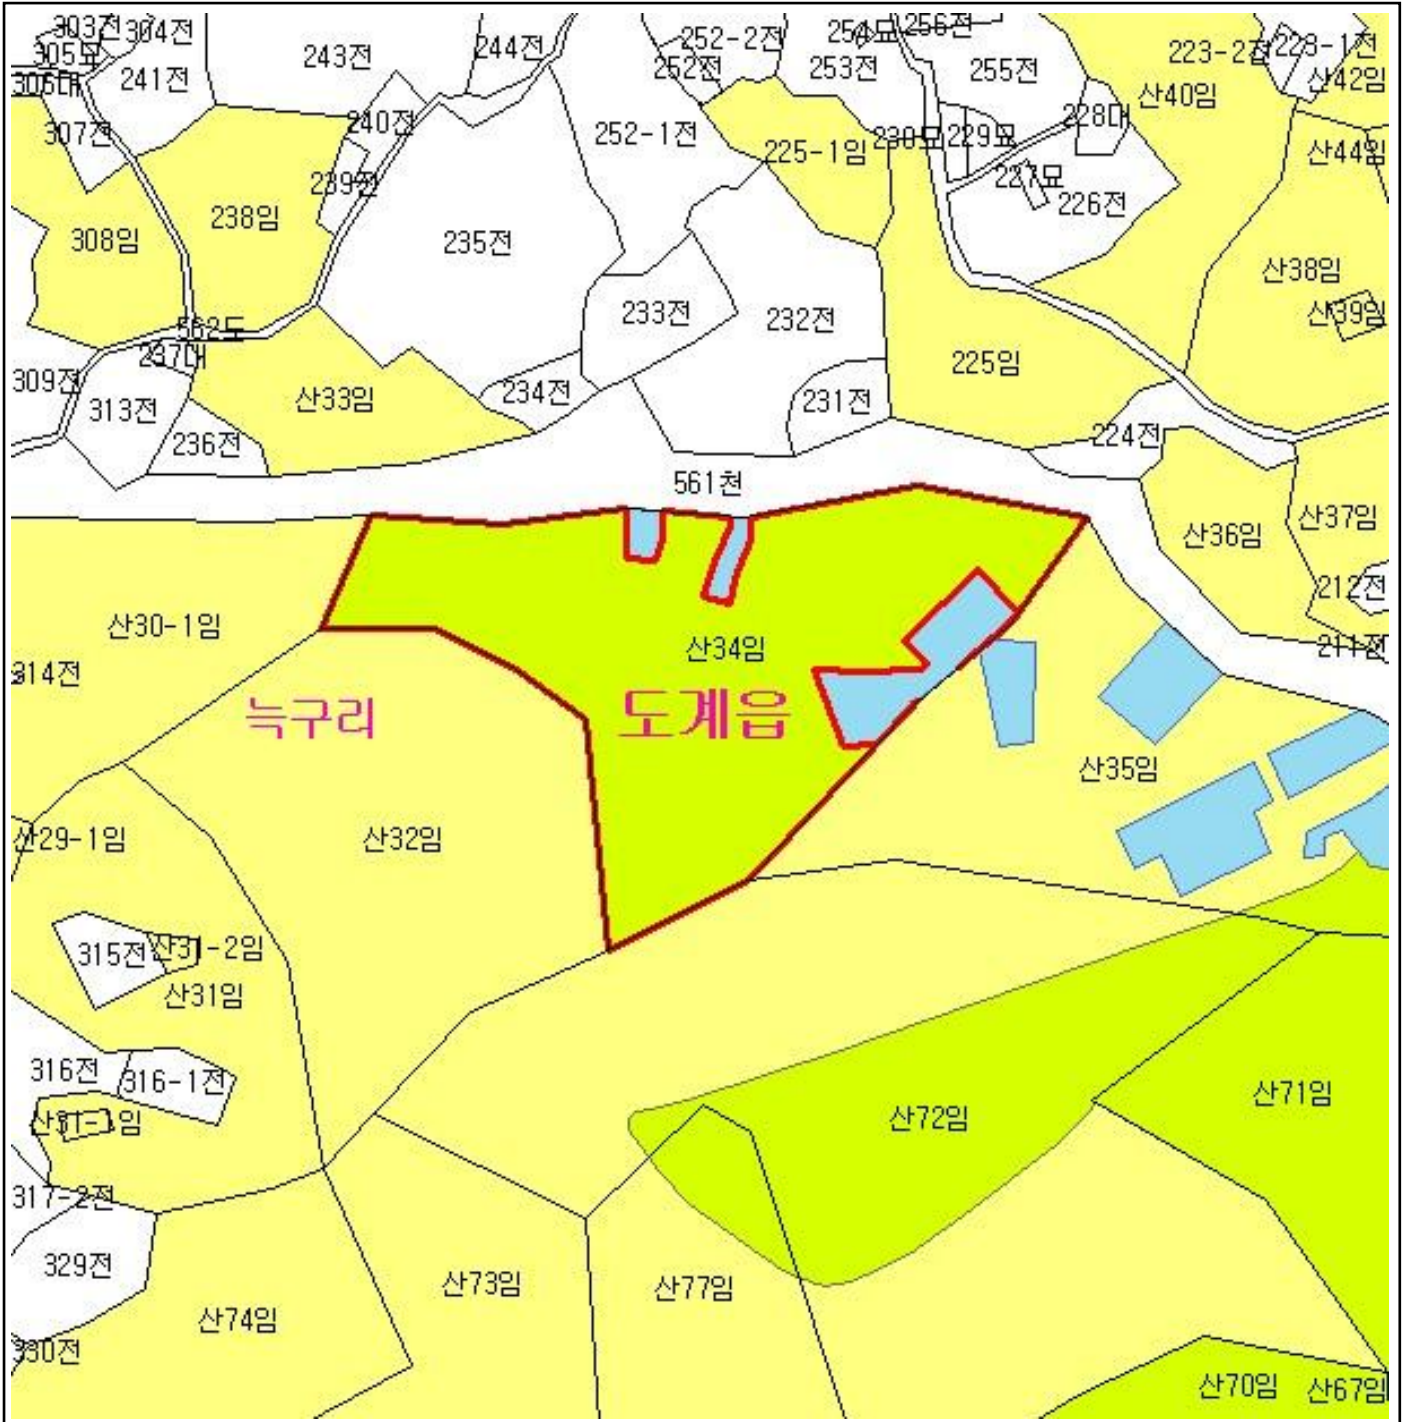 303전
304전
305묘
305대
241전
243전
244전
252-2전
252전
254묘
256전
253전
255전
223-2전
223-1전
산42임
산40임
307전
240전
252-1전
225-1임
230묘
229묘
228대
산44임
239전
227묘
226전
238임
308임
235전
산38임
233전
232전
산39임
562도
237대
225임
309전
234전
231전
산33임
313전
236전
224전
561천
산37임
산36임
212전
산30-1임
211전
산34임
314전
늑구리
도계읍
산35임
산29-1임
산32임
315전
산31-2임
산31임
316전
316-1전
산31-1임
산72임
산71임
317-2전
329전
산73임
산77임
산74임
330전
산70임
산67임